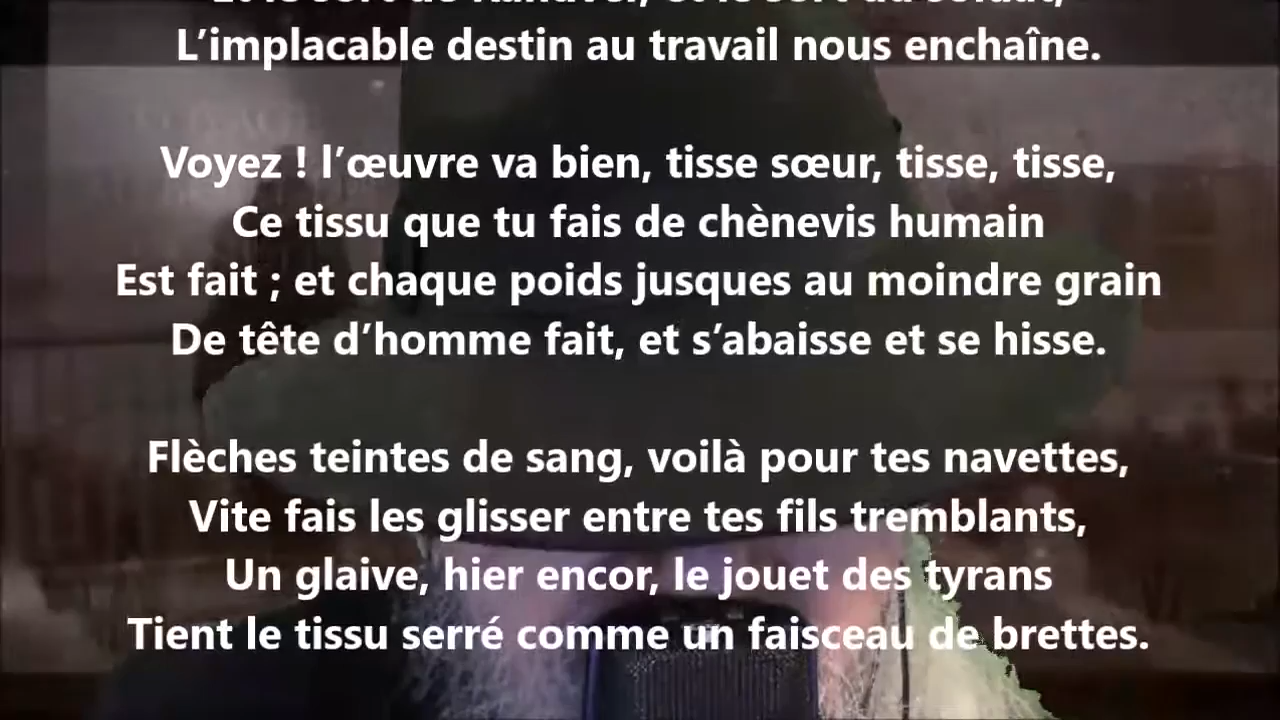 L’implacable destin au travail nous enchaîne.
Voyez ! l’œuvre va bien, tisse sœur, tisse, tisse,
Ce tissu que tu fais de chènevis humain
Est fait ; et chaque poids jusques au moindre grain
De tête d’homme fait, et s’abaisse et se hisse.
Flèches teintes de sang, voilà pour tes navettes,
Vite fais les glisser entre tes fils tremblants,
Un glaive, hier encor, le jouet des tyrans
Tient le tissu serré comme un faisceau de brettes.